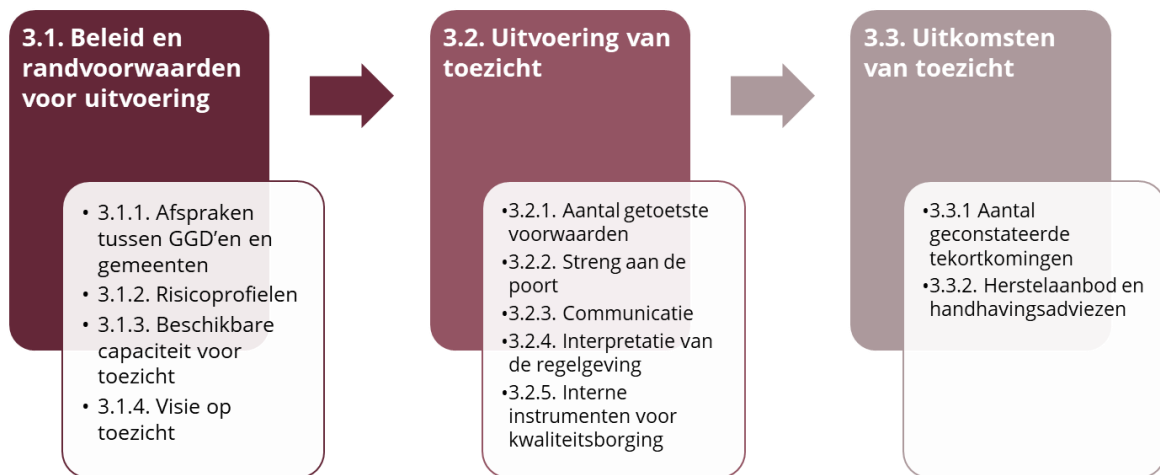 3.1. Beleid en
randvoorwaarden
voor uitvoering
• 3.1.1. Afspraken
tussen GGD’en en
gemeenten
• 3.1.2. Risicoprofielen
• 3.1.3. Beschikbare
capaciteit voor
toezicht
• 3.1.4. Visie op
toezicht
3.2. Uitvoering van
toezicht
•3.2.1. Aantal getoetste
voorwaarden
•3.2.2. Streng aan de
poort
•3.2.3. Communicatie
•3.2.4. Interpretatie van
de regelgeving
•3.2.5. Interne
instrumenten voor
kwaliteitsborging
3.3. Uitkomsten
van toezicht
•3.3.1 Aantal
geconstateerde
tekortkomingen
•3.3.2. Herstelaanbod en
handhavingsadviezen